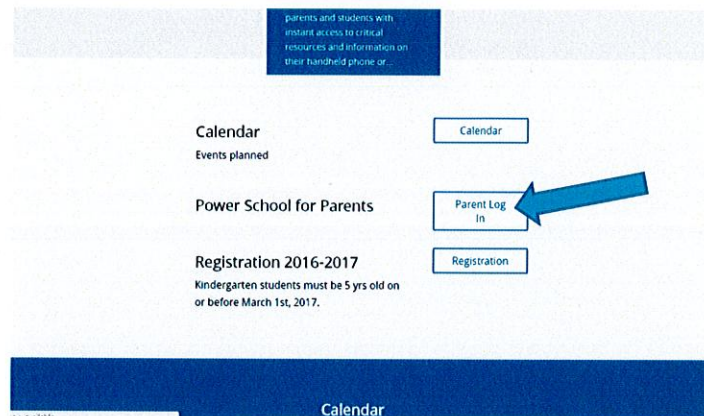 parents and students with
instant access to critical
resources and information on
their handheld phone or...
Calendar
Events planned
Calendar
Power School for Parents
Parent Log
In
Registration 2016-2017
Kindergarten students must be 5 yrs old on
or before March 1st, 2017.
Registration
Calendar